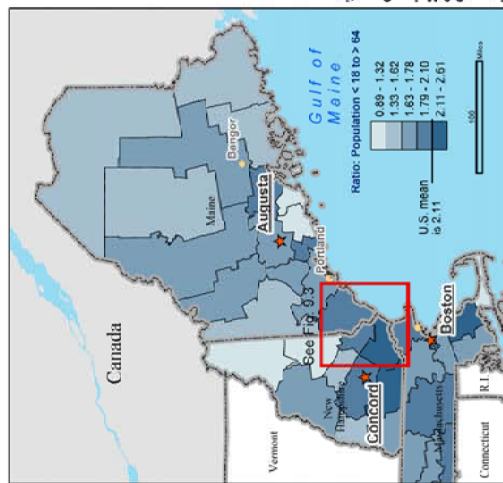 Canada
Gulf of
Maine
Ratio: Population < 18 to > 64
0.89 - 1.32
1.33 - 1.62
1.63 - 1.78
1.79 - 2.10
2.11 - 2.61
U.S. mean
is 2.11
100
Miles
Maine
Bangor
Augusta
Portland
See Fig. 9.3
Vermont
New
Hampshire
Concord
Boston
Massachusetts
Connecticut
R.I.